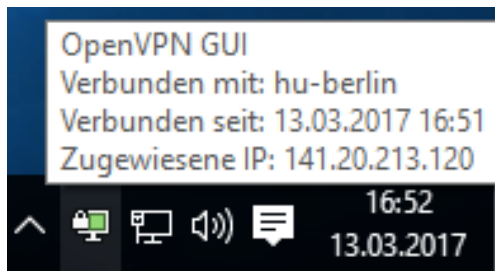 OpenVPN GUI
Verbunden mit: hu-berlin
Verbunden seit: 13.03.2017 16:51
Zugewiesene IP: 141.20.213.120
16:52
13.03.2017